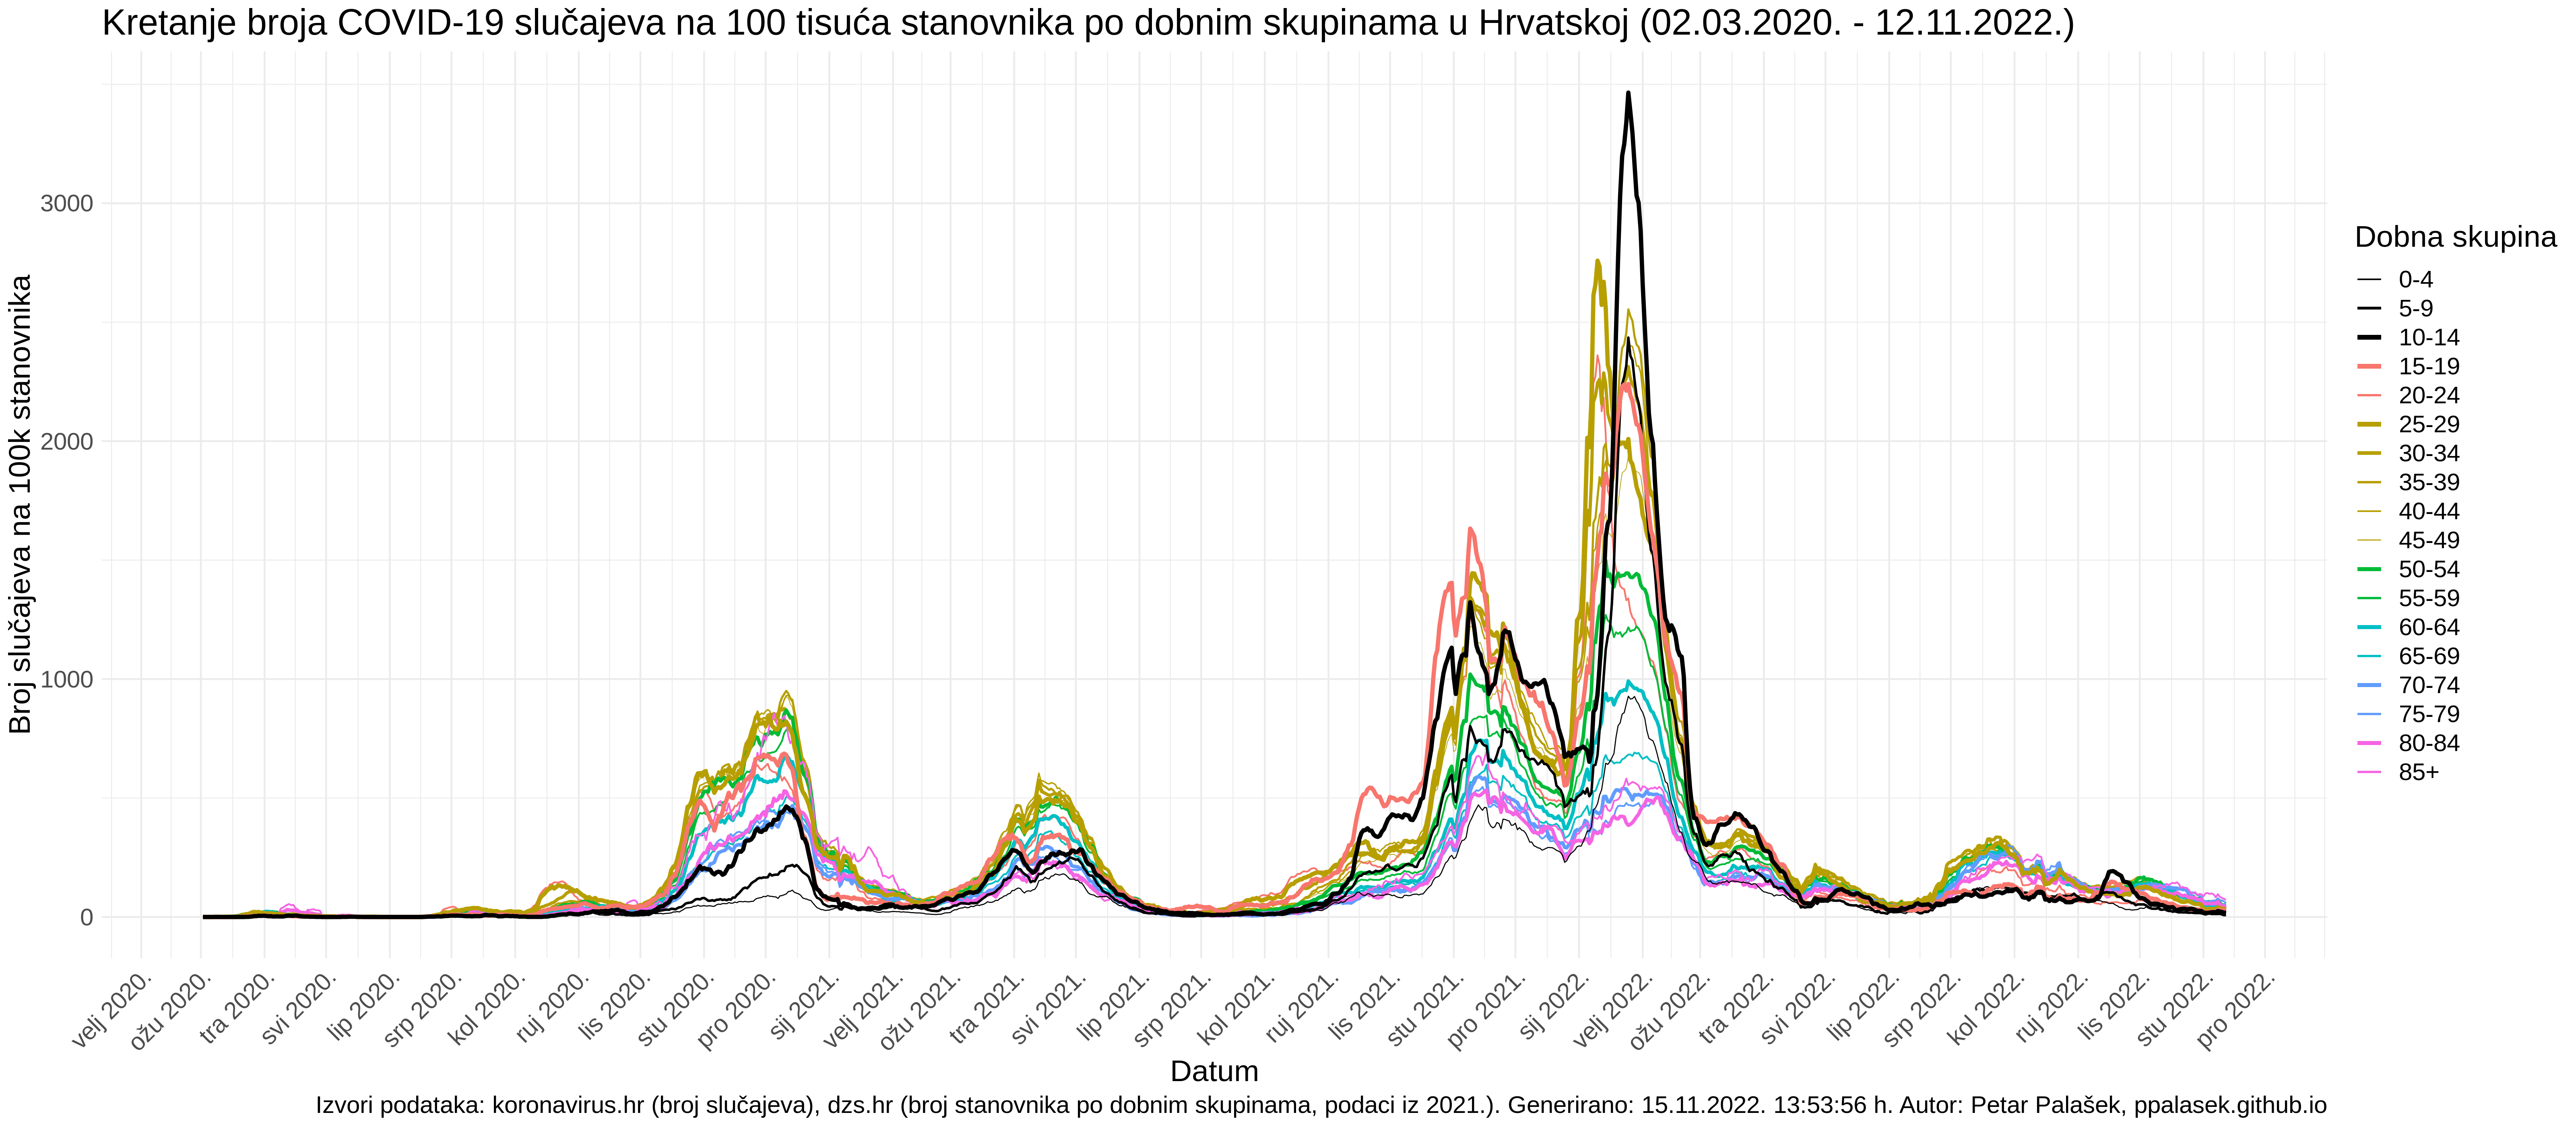 Kretanje broja COVID-19 slučajeva na 100 tisuća stanovnika po dobnim skupinama u Hrvatskoj (02.03.2020. - 12.11.2022.)
Broj slučajeva na 100k stanovnika
3000
2000
1000
0
velj 2020.
ožu 2020.
tra 2020.
svi 2020.
lip 2020.
srp 2020.
kol 2020.
ruj 2020.
lis 2020.
stu 2020.
pro 2020.
sij 2021.
velj 2021.
ožu 2021.
tra 2021.
svi 2021.
lip 2021.
srp 2021.
kol 2021.
ruj 2021.
lis 2021.
stu 2021.
pro 2021.
sij 2022.
velj 2022.
ožu 2022.
tra 2022.
svi 2022.
lip 2022.
srp 2022.
kol 2022.
ruj 2022.
lis 2022.
stu 2022.
pro 2022.
Datum
Dobna skupina
0-4
5-9
10-14
15-19
20-24
25-29
30-34
35-39
40-44
45-49
50-54
55-59
60-64
65-69
70-74
75-79
80-84
85+
Izvori podataka: koronavirus.hr (broj slučajeva), dzs.hr (broj stanovnika po dobnim skupinama, podaci iz 2021.). Generirano: 15.11.2022. 13:53:56 h. Autor: Petar Palašek, ppalasek.github.io